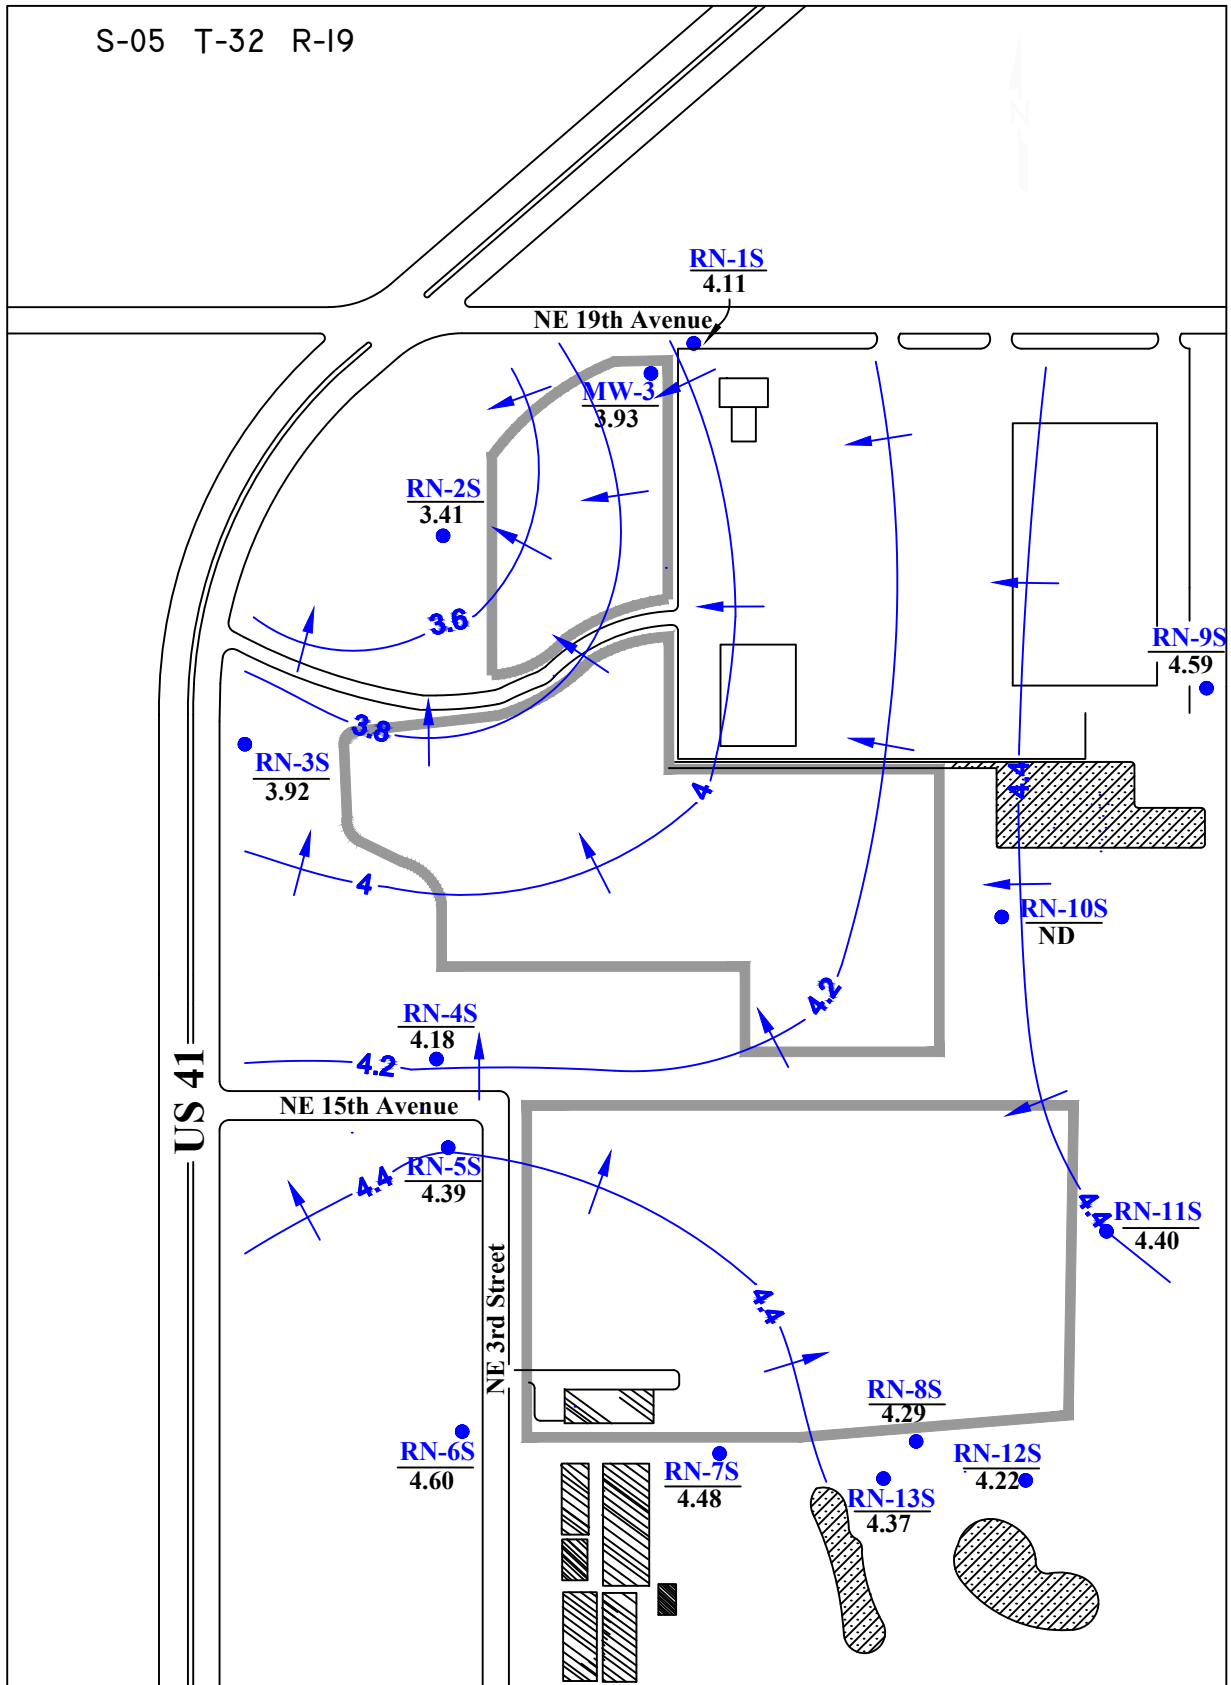 S-05 T-32 R-19
N
RN-1S
4.11
NE 19th Avenue
MW-3
3.93
RN-2S
3.41
3.6
RN-9S
4.59
3.8
RN-3S
3.92
4
4.4
4
RN-10S
ND
4.2
RN-4S
4.18
4.2
US 41
NE 15th Avenue
RN-5S
4.39
4.4
4.4
RN-11S
4.40
NE 3rd Street
4.4
RN-8S
4.29
RN-6S
4.60
RN-7S
4.48
RN-12S
4.22
RN-13S
4.37